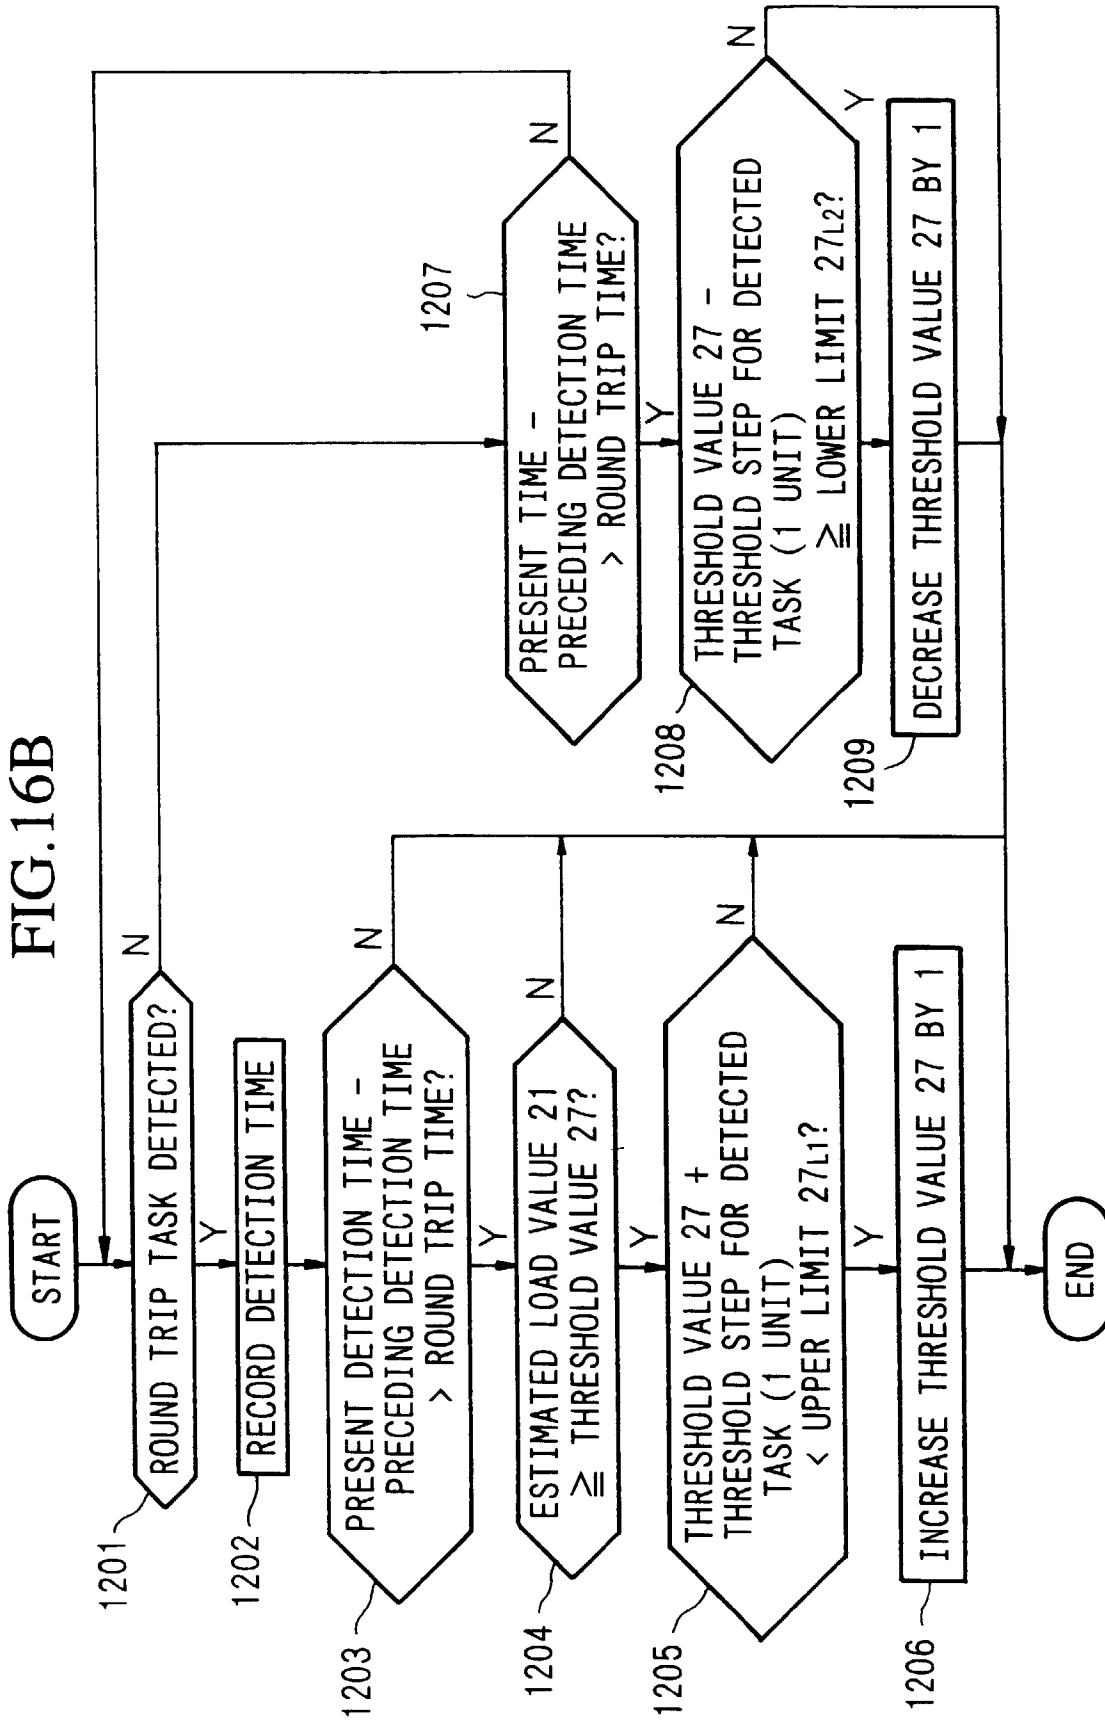 FIG.16B
START
1201
ROUND TRIP TASK DETECTED?
N
Y
1202
RECORD DETECTION TIME
1203
PRESENT DETECTION TIME -
PRECEDING DETECTION TIME
> ROUND TRIP TIME?
N
Y
1204
ESTIMATED LOAD VALUE 21
≧ THRESHOLD VALUE 27?
N
Y
1205
THRESHOLD VALUE 27 +
THRESHOLD STEP FOR DETECTED
TASK (1 UNIT)
< UPPER LIMIT 27L1?
N
Y
1206
INCREASE THRESHOLD VALUE 27 BY 1
END
1207
PRESENT TIME -
PRECEDING DETECTION TIME
> ROUND TRIP TIME?
N
Y
1208
THRESHOLD VALUE 27 -
THRESHOLD STEP FOR DETECTED
TASK (1 UNIT)
≧ LOWER LIMIT 27L2?
N
Y
1209
DECREASE THRESHOLD VALUE 27 BY 1